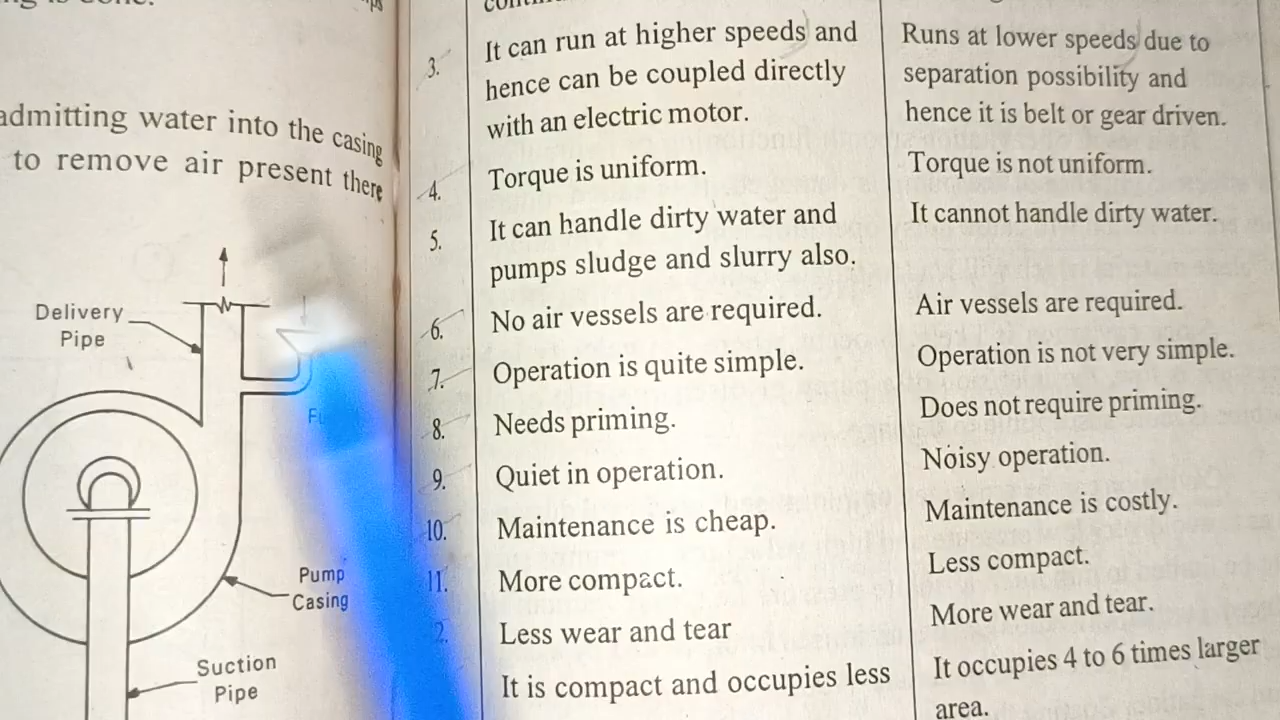 admitting water into the casing
to remove air present there
Delivery
Pipe
Pump
Casing
Suction
Pipe
3. It can run at higher speeds and
hence can be coupled directly
with an electric motor.
Runs at lower speeds due to
separation possibility and
hence it is belt or gear driven.
4. Torque is uniform.
Torque is not uniform.
5. It can handle dirty water and
pumps sludge and slurry also.
It cannot handle dirty water.
6. No air vessels are required.
Air vessels are required.
7. Operation is quite simple.
Operation is not very simple.
8. Needs priming.
Does not require priming.
9. Quiet in operation.
Noisy operation.
10. Maintenance is cheap.
Maintenance is costly.
11. More compact.
Less compact.
2. Less wear and tear
More wear and tear.
It is compact and occupies less
It occupies 4 to 6 times larger
area.